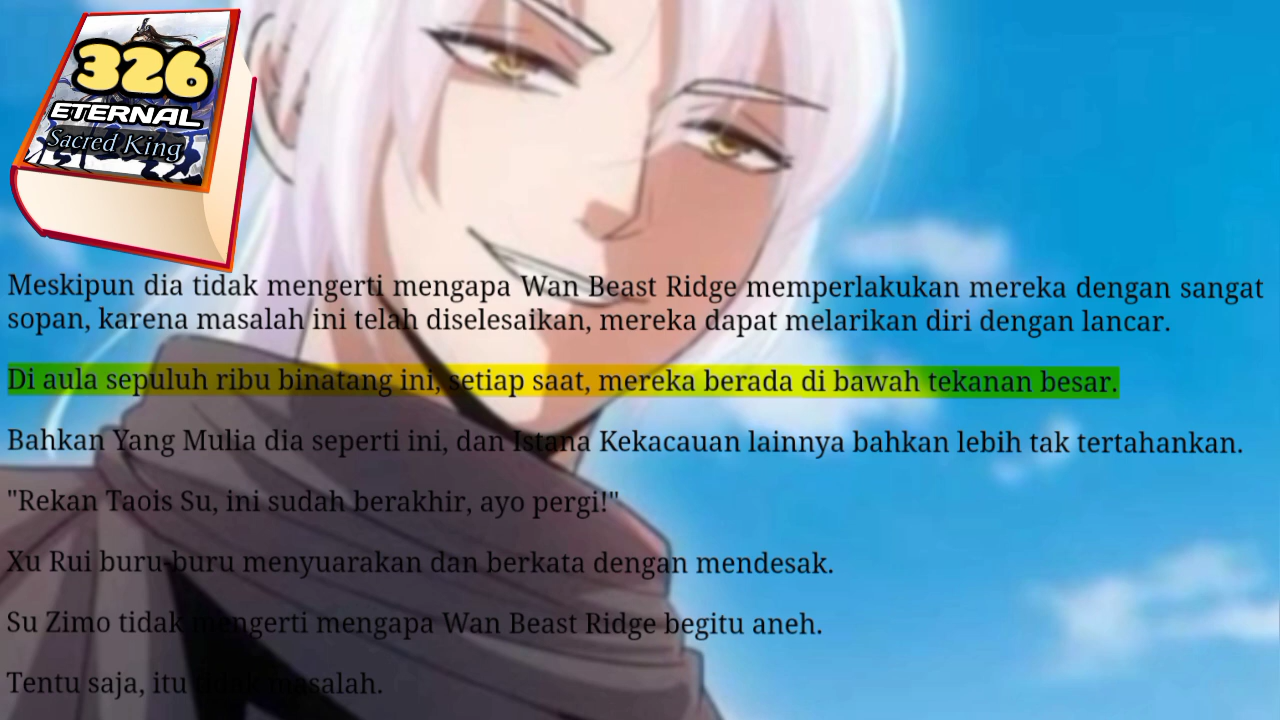 326
ETERNAL
Sacred King
Meskipun dia tidak mengerti mengapa Wan Beast Ridge memperlakukan mereka dengan sangat
sopan, karena masalah ini telah diselesaikan, mereka dapat melarikan diri dengan lancar.
Di aula sepuluh ribu binatang ini, setiap saat, mereka berada di bawah tekanan besar.
Bahkan Yang Mulia dia seperti ini, dan Istana Kekacauan lainnya bahkan lebih tak tertahankan.
"Rekan Taois Su, ini sudah berakhir, ayo pergi!"
Xu Rui buru-buru menyuarakan dan berkata dengan mendesak.
Su Zimo tidak mengerti mengapa Wan Beast Ridge begitu aneh.
Tentu saja, itu tidak masalah.